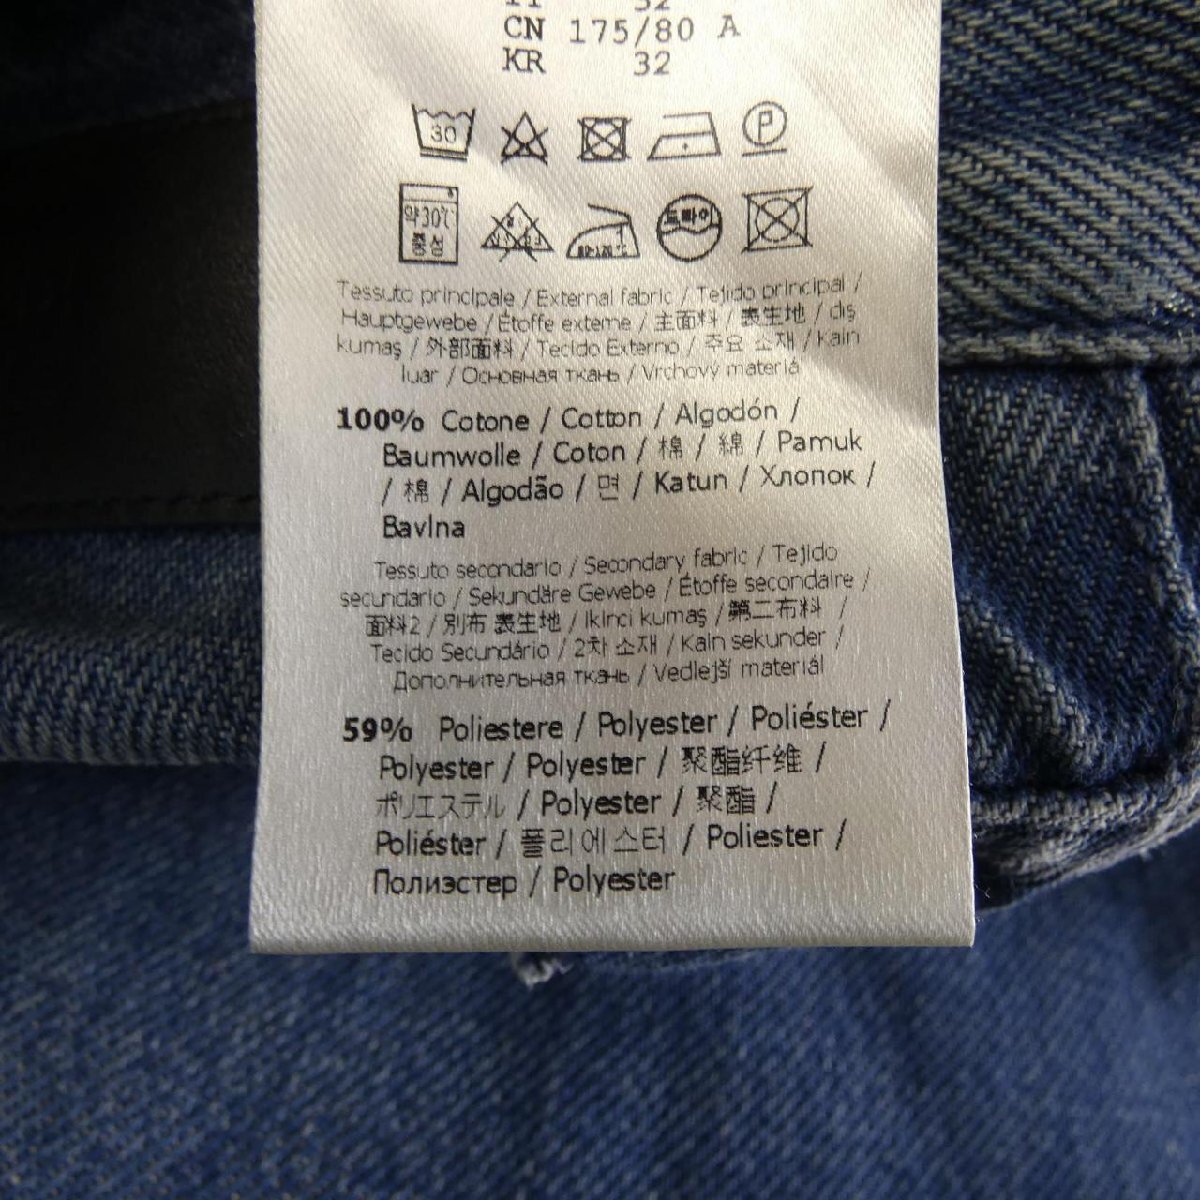 32
CN 175/80 A
KR 32
30 P
약30℃
중성
드라이
Tessuto principale / External fabric / Tejido principal /
Hauptgewebe / Étoffe externe / 主面料 / 表生地 / dış
kumaş / 外部面料 / Tecido Externo / 주요 소재 / kain
luar / Основная ткань / Vrchový materiá
100% Cotone / Cotton / Algodón /
Baumwolle / Coton / 棉 / 綿 / Pamuk
/ 棉 / Algodão / 면 / Katun / Хлопок /
Bavlna
Tessuto secondario / Secondary fabric / Tejido
secundario / Sekundäre Gewebe / Étoffe secondaire /
面料2 / 別布 表生地 / Ikinci kumaş / 第二布料 /
Tecido Secundário / 2차 소재 / Kain sekunder /
Дополнительная ткань / Vedlejší materiál
59% Poliestere / Polyester / Poliéster /
Polyester / Polyester / 聚酯纤维 /
ポリエステル / Polyester / 聚酯 /
Poliéster / 폴리에스터 / Poliester /
Полиэстер / Polyester